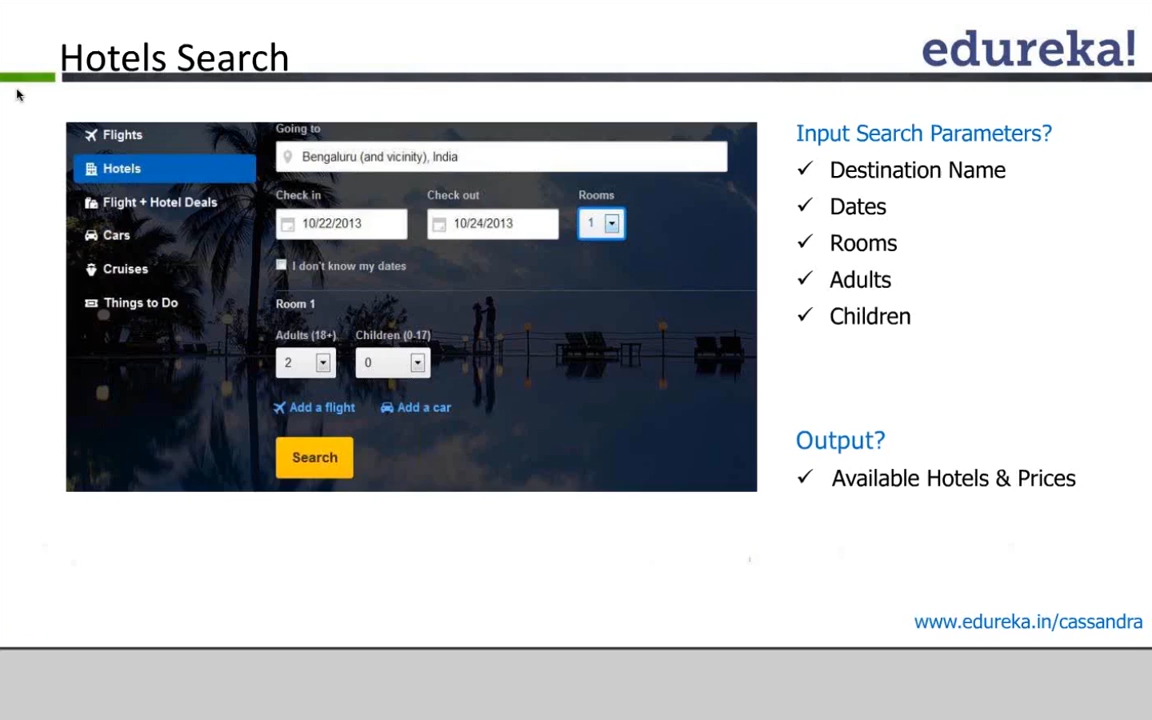 Hotels Search
edureka!
Flights
Hotels
Flight + Hotel Deals
Cars
Cruises
Things to Do
Going to
Bengaluru (and vicinity), India
Check in
Check out
Rooms
10/22/2013
10/24/2013
1
I don't know my dates
Room 1
Adults (18+)
Children (0-17)
2
0
Add a flight
Add a car
Search
Input Search Parameters?
Destination Name
Dates
Rooms
Adults
Children
Output?
Available Hotels & Prices
www.edureka.in/cassandra